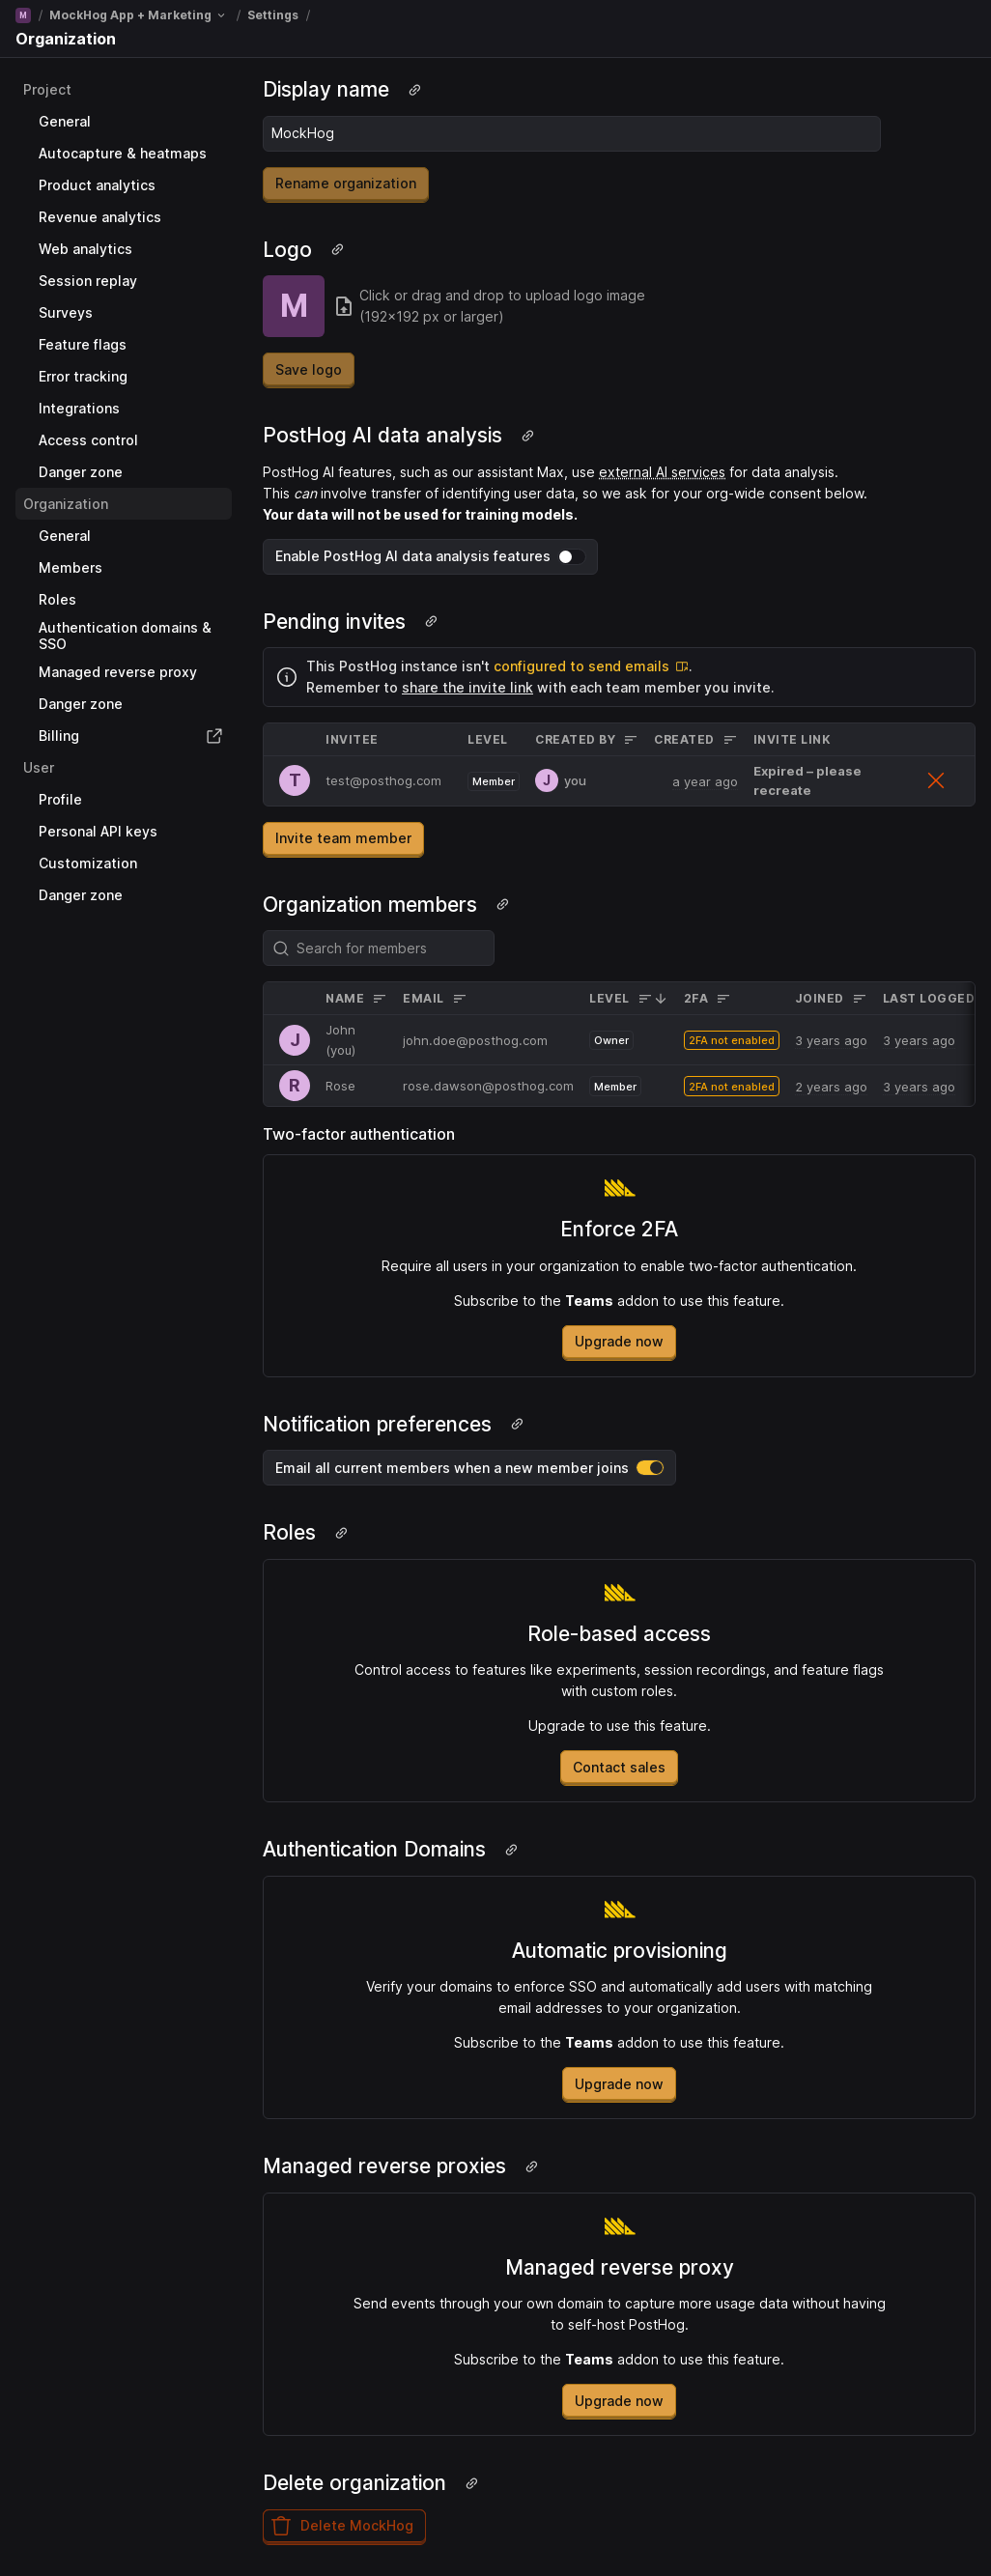 M / MockHog App + Marketing / Settings /
Organization
Project
General
Autocapture & heatmaps
Product analytics
Revenue analytics
Web analytics
Session replay
Surveys
Feature flags
Error tracking
Integrations
Access control
Danger zone
Organization
General
Members
Roles
Authentication domains &
SSO
Managed reverse proxy
Danger zone
Billing
User
Profile
Personal API keys
Customization
Danger zone
Display name
MockHog
Rename organization
Logo
M
Click or drag and drop to upload logo image
(192×192 px or larger)
Save logo
PostHog AI data analysis
PostHog AI features, such as our assistant Max, use external AI services for data analysis.
This can involve transfer of identifying user data, so we ask for your org-wide consent below.
Your data will not be used for training models.
Enable PostHog AI data analysis features
Pending invites
This PostHog instance isn't configured to send emails.
Remember to share the invite link with each team member you invite.
INVITEE LEVEL CREATED BY CREATED INVITE LINK
T test@posthog.com Member J you a year ago Expired – please
recreate
Invite team member
Organization members
Search for members
NAME EMAIL LEVEL 2FA JOINED LAST LOGGED
J John
(you) john.doe@posthog.com Owner 2FA not enabled 3 years ago 3 years ago
R Rose rose.dawson@posthog.com Member 2FA not enabled 2 years ago 3 years ago
Two-factor authentication
Enforce 2FA
Require all users in your organization to enable two-factor authentication.
Subscribe to the Teams addon to use this feature.
Upgrade now
Notification preferences
Email all current members when a new member joins
Roles
Role-based access
Control access to features like experiments, session recordings, and feature flags
with custom roles.
Upgrade to use this feature.
Contact sales
Authentication Domains
Automatic provisioning
Verify your domains to enforce SSO and automatically add users with matching
email addresses to your organization.
Subscribe to the Teams addon to use this feature.
Upgrade now
Managed reverse proxies
Managed reverse proxy
Send events through your own domain to capture more usage data without having
to self-host PostHog.
Subscribe to the Teams addon to use this feature.
Upgrade now
Delete organization
Delete MockHog